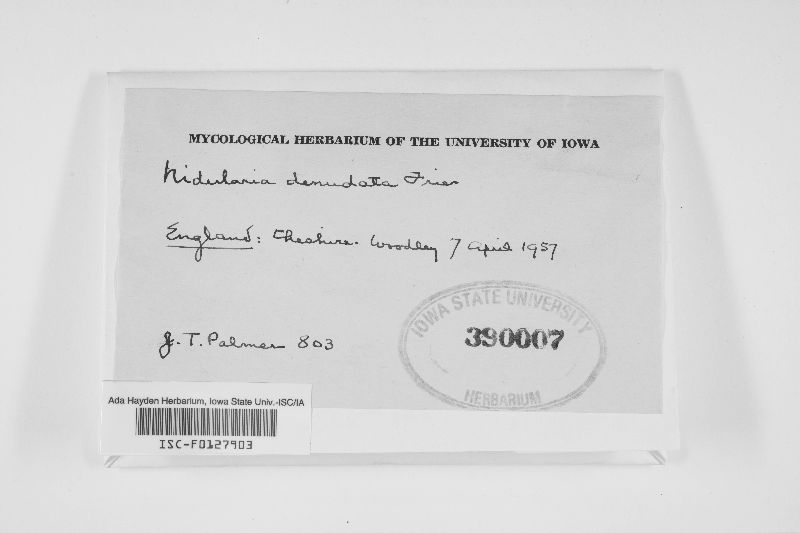 MYCOLOGICAL HERBARIUM OF THE UNIVERSITY OF IOWA
Nidularia denudata Fries
England: Cheshire. Woodley 7 April 1957
J. T. Palmer 803
IOWA STATE UNIVERSITY
390007
HERBARIUM
Ada Hayden Herbarium, Iowa State Univ.-ISC/IA
ISC-F0127903